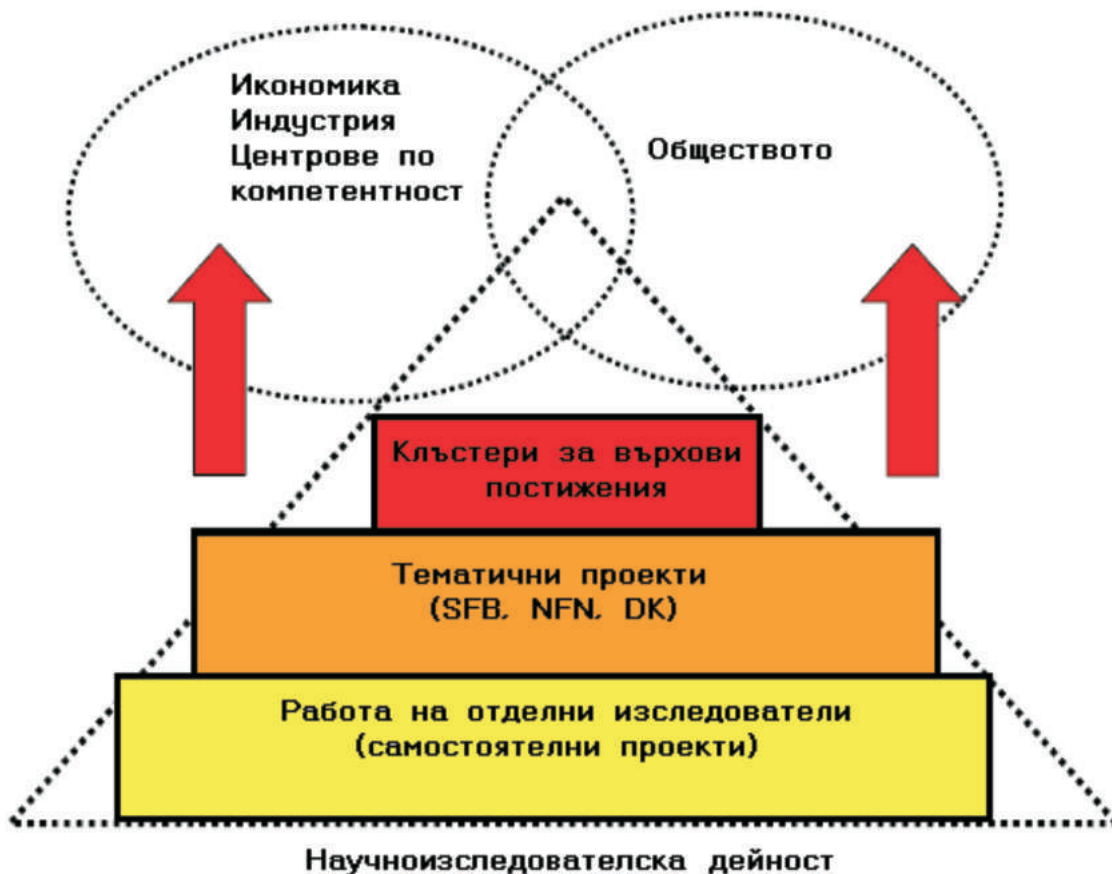 Икономика
Индустрия
Центрове по
компетентност
Обществото
Клъстери за върхови
постижения
Тематични проекти
(SFB, NFN, DK)
Работа на отделни изследователи
(самостоятелни проекти)
Научноизследователска дейност